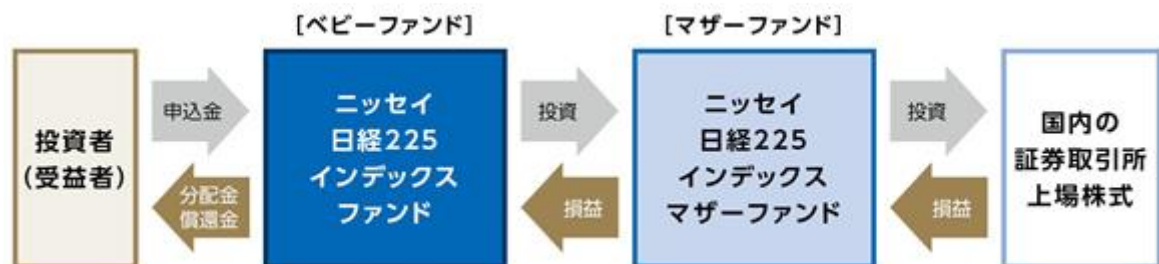 [ベビーファンド]
[マザーファンド]
投資者
(受益者)
申込金
分配金
償還金
ニッセイ
日経225
インデックス
ファンド
投資
損益
ニッセイ
日経225
インデックス
マザーファンド
投資
損益
国内の
証券取引所
上場株式